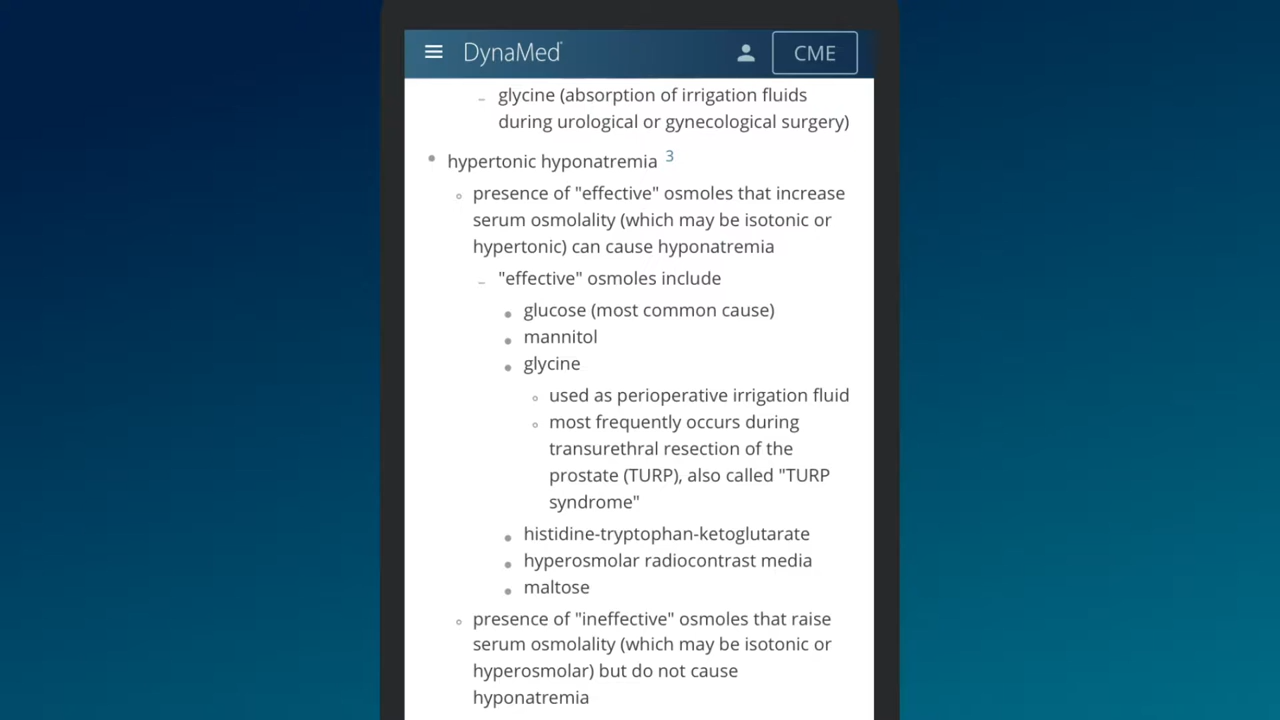 DynaMed
CME
glycine (absorption of irrigation fluids
during urological or gynecological surgery)
hypertonic hyponatremia 3
presence of "effective" osmoles that increase
serum osmolality (which may be isotonic or
hypertonic) can cause hyponatremia
"effective" osmoles include
glucose (most common cause)
mannitol
glycine
used as perioperative irrigation fluid
most frequently occurs during
transurethral resection of the
prostate (TURP), also called "TURP
syndrome"
histidine-tryptophan-ketoglutarate
hyperosmolar radiocontrast media
maltose
presence of "ineffective" osmoles that raise
serum osmolality (which may be isotonic or
hyperosmolar) but do not cause
hyponatremia